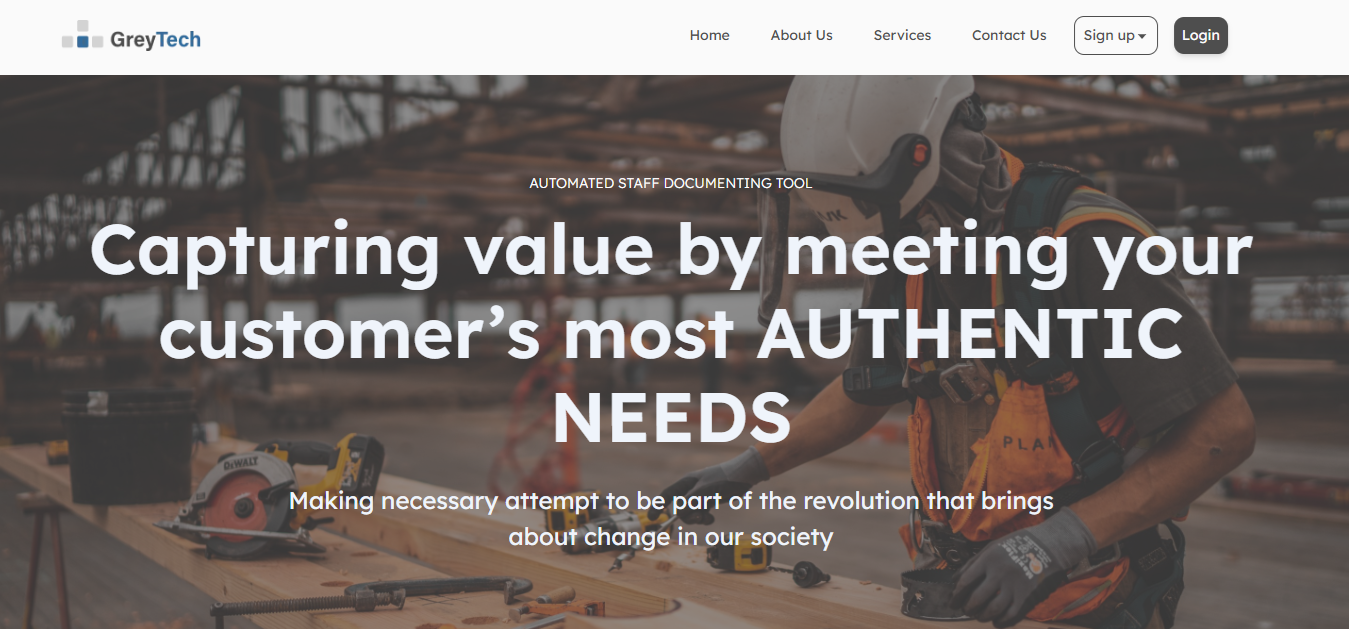 GreyTech
Home About Us Services Contact Us Sign up Login
AUTOMATED STAFF DOCUMENTING TOOL
Capturing value by meeting your
customer’s most AUTHENTIC
NEEDS
Making necessary attempt to be part of the revolution that brings
about change in our society
DEWALT
PLAN